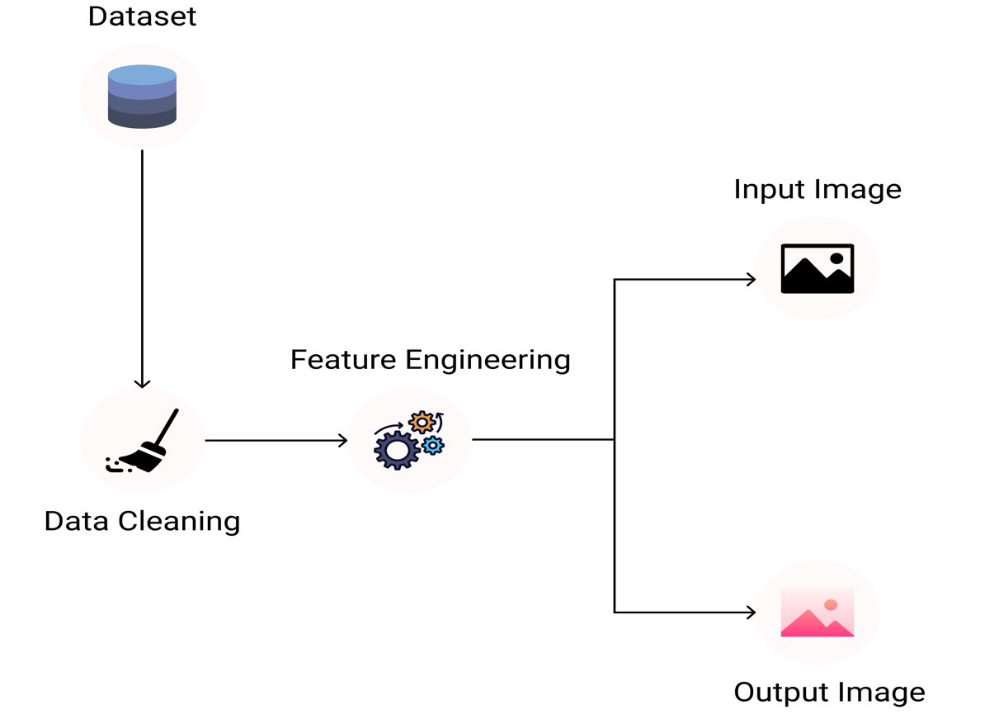 Dataset
Input Image
Feature Engineering
Data Cleaning
Output Image